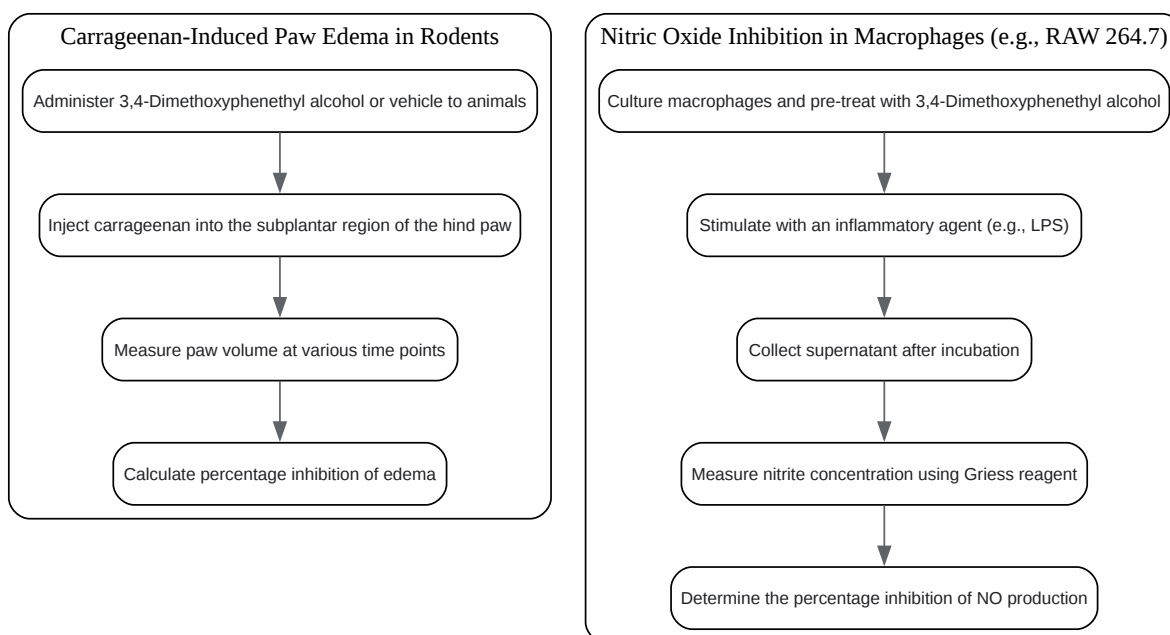 Carrageenan-Induced Paw Edema in Rodents
Administer 3,4-Dimethoxyphenethyl alcohol or vehicle to animals
Inject carrageenan into the subplantar region of the hind paw
Measure paw volume at various time points
Calculate percentage inhibition of edema
Nitric Oxide Inhibition in Macrophages (e.g., RAW 264.7)
Culture macrophages and pre-treat with 3,4-Dimethoxyphenethyl alcohol
Stimulate with an inflammatory agent (e.g., LPS)
Collect supernatant after incubation
Measure nitrite concentration using Griess reagent
Determine the percentage inhibition of NO production